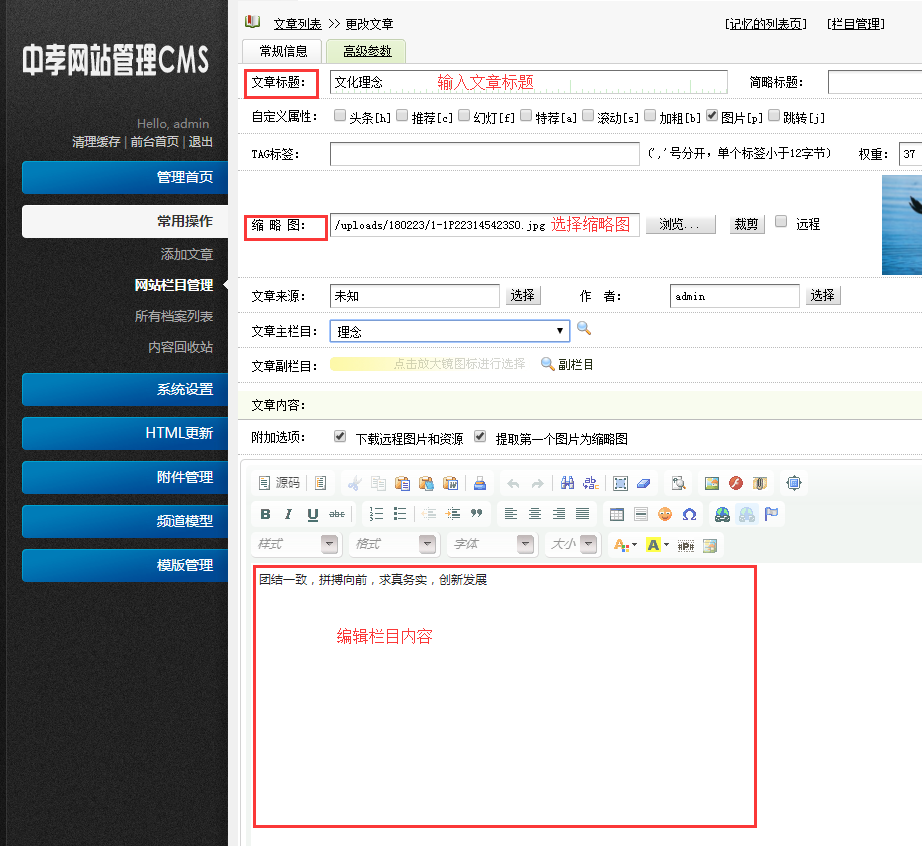 中孝网站管理CMS
Hello, admin
清理缓存 | 前台首页 | 退出
管理首页
常用操作
添加文章
网站栏目管理
所有档案列表
内容回收站
系统设置
HTML更新
附件管理
频道模型
模版管理
文章列表 >> 更改文章 [记忆的列表页] [栏目管理]
常规信息 高级参数
文章标题: 文化理念 输入文章标题 简略标题:
自定义属性: 头条[h] 推荐[c] 幻灯[f] 特荐[a] 滚动[s] 加粗[b] 图片[p] 跳转[j]
TAG标签: (','号分开，单个标签小于12字节) 权重: 37
缩 略 图: /uploads/180223/1-1P223145423S0.jpg 选择缩略图 浏览... 裁剪 远程
文章来源: 未知 选择 作 者: admin 选择
文章主栏目: 理念
文章副栏目: 点击放大镜图标进行选择 副栏目
文章内容:
附加选项: 下载远程图片和资源 提取第一个图片为缩略图
源码
B I U abc
样式 格式 字体 大小 A A
团结一致，拼搏向前，求真务实，创新发展
编辑栏目内容